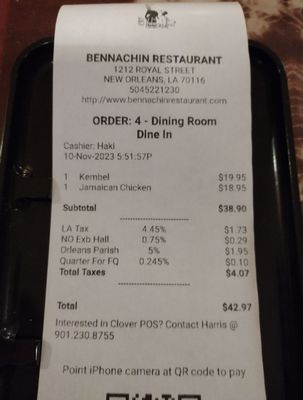 BENNACHIN RESTAURANT
1212 ROYAL STREET
NEW ORLEANS, LA 70116
5045221230
http://www.bennachinrestaurant.com
ORDER: 4 - Dining Room
Dine In
Cashier: Haki
10-Nov-2023 5:51:57P
1 Kembel $19.95
1 Jamaican Chicken $18.95
Subtotal $38.90
LA Tax 4.45% $1.73
NO Exb Hall 0.75% $0.29
Orleans Parish 5% $1.95
Quarter For FQ 0.245% $0.10
Total Taxes $4.07
Total $42.97
Interested in Clover POS? Contact Harris @
901.230.8755
Point iPhone camera at QR code to pay